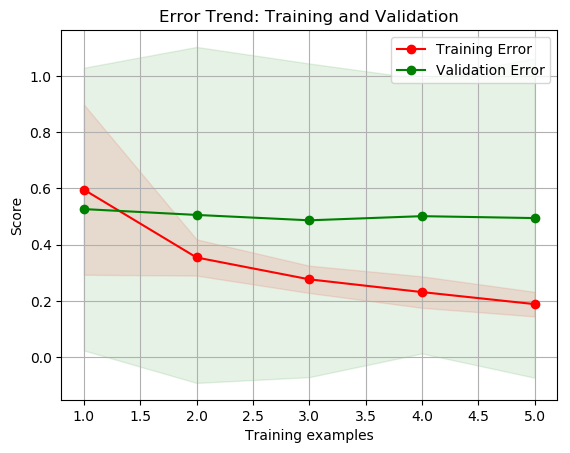 Error Trend: Training and Validation
Training Error
Validation Error
Score
1.0
0.8
0.6
0.4
0.2
0.0
1.0 1.5 2.0 2.5 3.0 3.5 4.0 4.5 5.0
Training examples